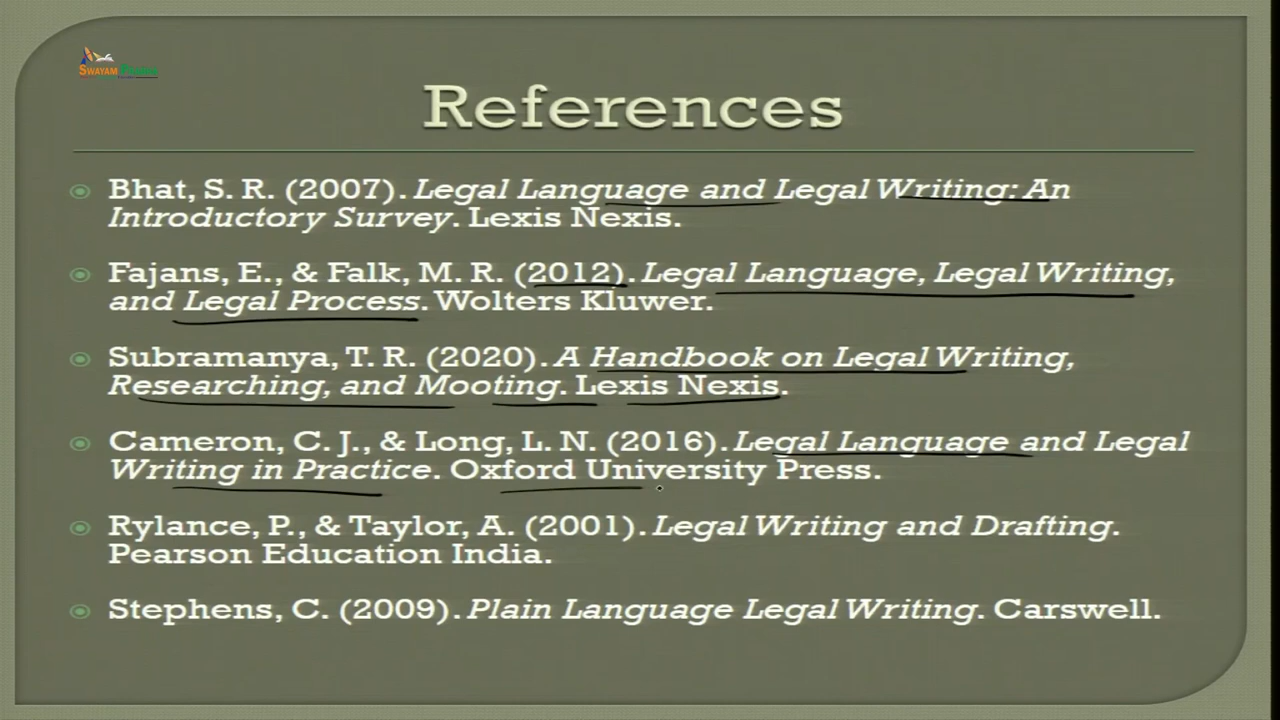 SWAYAM
References
Bhat, S. R. (2007). Legal Language and Legal Writing: An
Introductory Survey. Lexis Nexis.
Fajans, E., & Falk, M. R. (2012). Legal Language, Legal Writing,
and Legal Process. Wolters Kluwer.
Subramanya, T. R. (2020). A Handbook on Legal Writing,
Researching, and Mooting. Lexis Nexis.
Cameron, C. J., & Long, L. N. (2016). Legal Language and Legal
Writing in Practice. Oxford University Press.
Rylance, P., & Taylor, A. (2001). Legal Writing and Drafting.
Pearson Education India.
Stephens, C. (2009). Plain Language Legal Writing. Carswell.